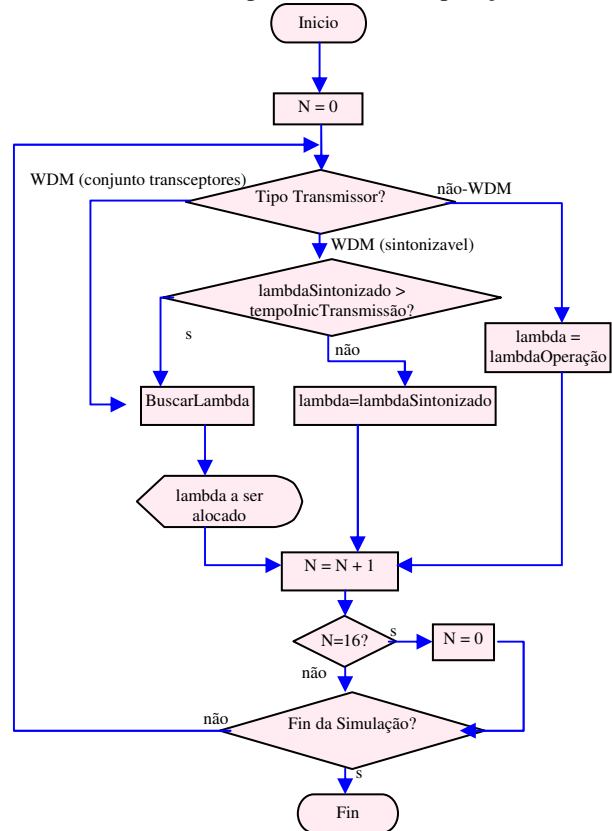 Inicio
N = 0
WDM (conjunto transceptores)
não-WDM
Tipo Transmissor?
WDM (sintonizavel)
lambdaSintonizado >
tempoInicTransmissão?
s
não
lambda =
lambdaOperação
BuscarLambda
lambda=lambdaSintonizado
lambda a ser
alocado
N = N + 1
N=16?
s
N = 0
não
não
Fin da Simulação?
s
Fin